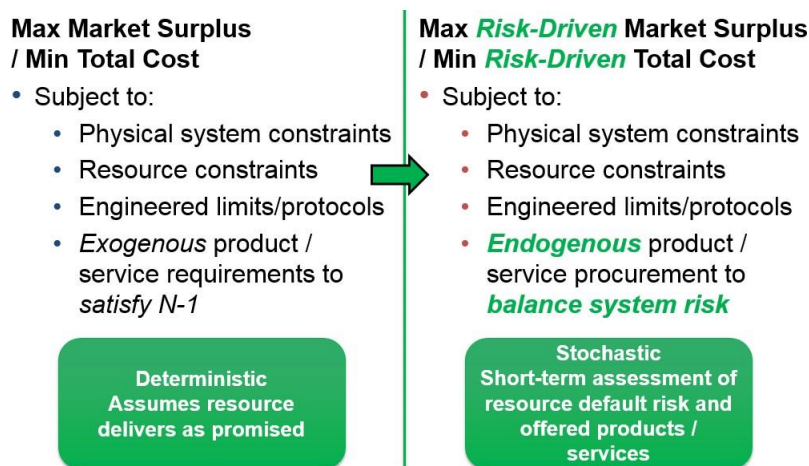 Max Market Surplus
/ Min Total Cost
• Subject to:
• Physical system constraints
• Resource constraints
• Engineered limits/protocols
• Exogenous product /
service requirements to
satisfy N-1
Deterministic
Assumes resource
delivers as promised
Max Risk-Driven Market Surplus
/ Min Risk-Driven Total Cost
• Subject to:
• Physical system constraints
• Resource constraints
• Engineered limits/protocols
• Endogenous product /
service procurement to
balance system risk
Stochastic
Short-term assessment of
resource default risk and
offered products /
services